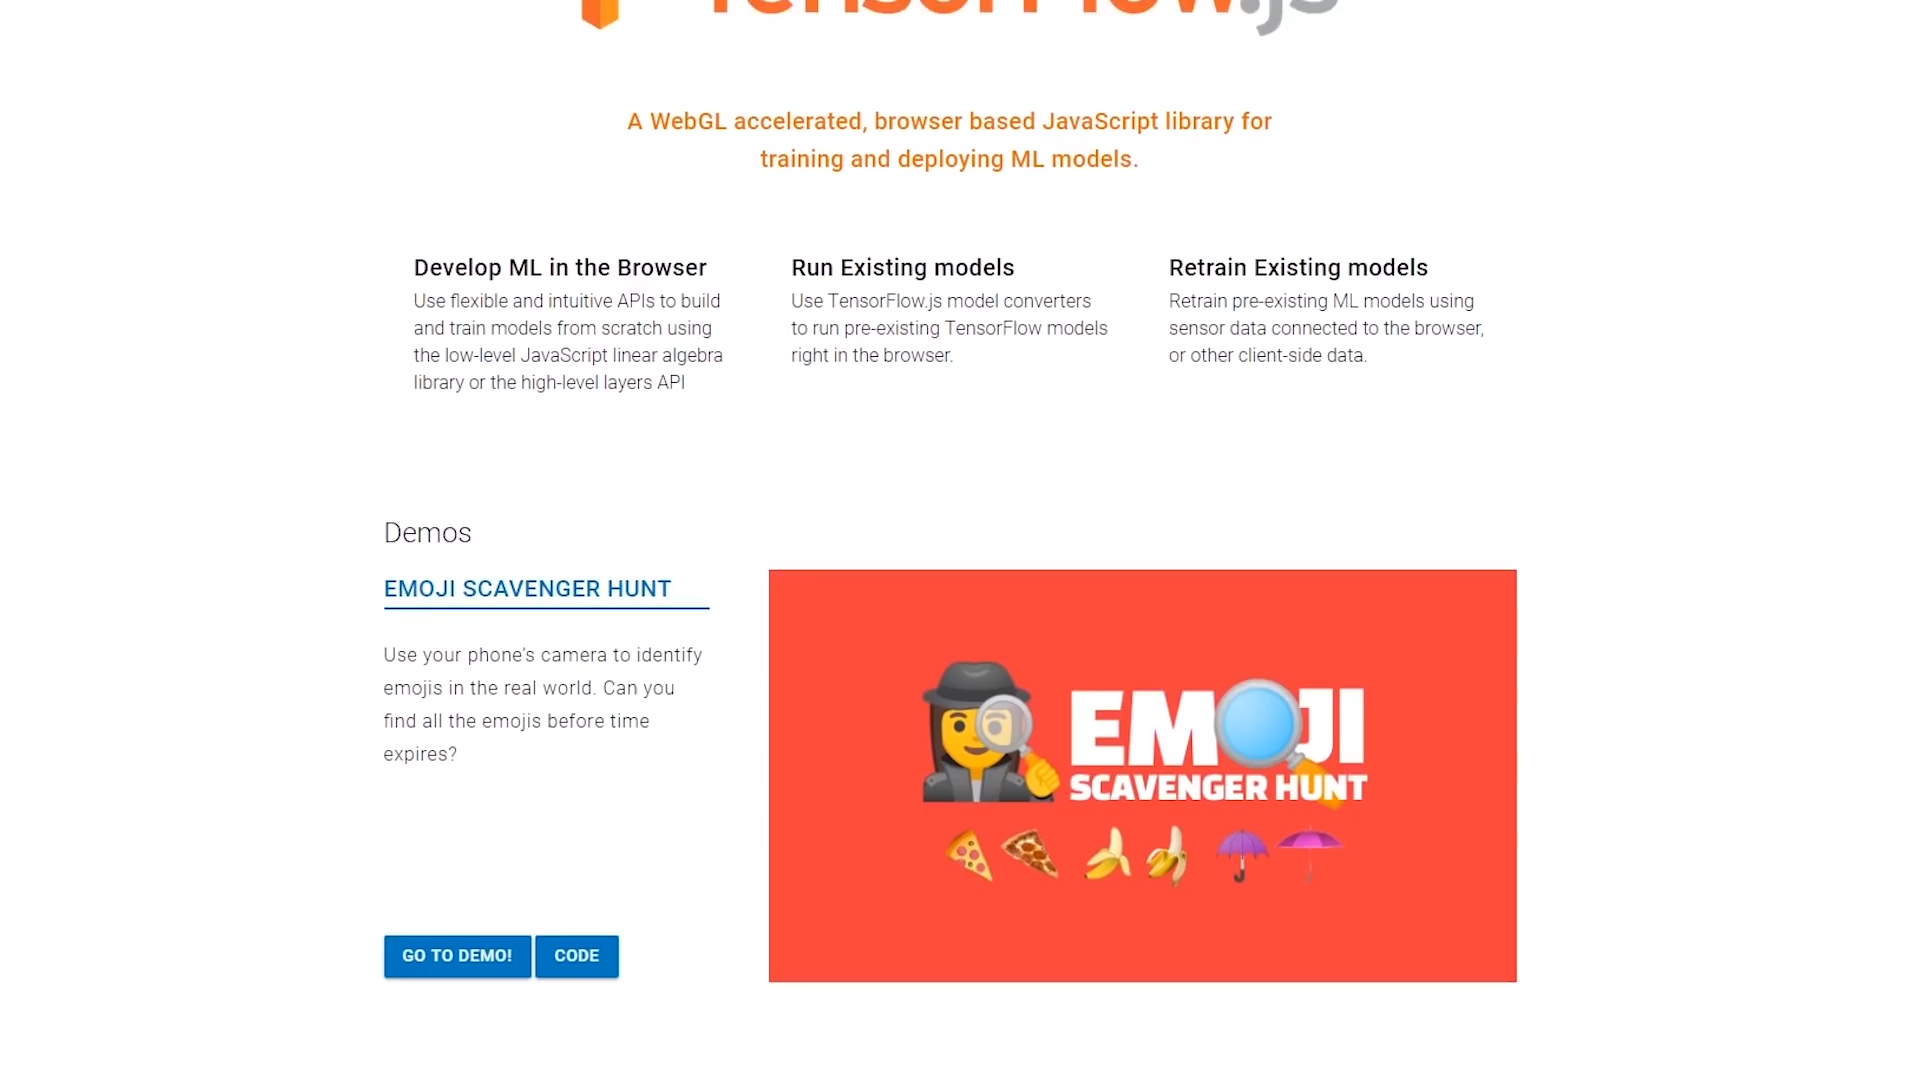 TensorFlow.js
A WebGL accelerated, browser based JavaScript library for
training and deploying ML models.
Develop ML in the Browser
Use flexible and intuitive APIs to build
and train models from scratch using
the low-level JavaScript linear algebra
library or the high-level layers API
Run Existing models
Use TensorFlow.js model converters
to run pre-existing TensorFlow models
right in the browser.
Retrain Existing models
Retrain pre-existing ML models using
sensor data connected to the browser,
or other client-side data.
Demos
EMOJI SCAVENGER HUNT
Use your phone's camera to identify
emojis in the real world. Can you
find all the emojis before time
expires?
GO TO DEMO!
CODE
EMOJI
SCAVENGER HUNT